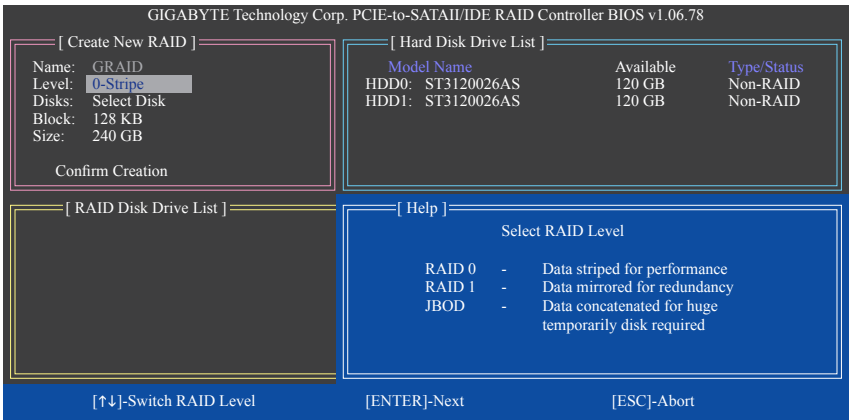 GIGABYTE Technology Corp. PCIE-to-SATAII/IDE RAID Controller BIOS v1.06.78
[ Create New RAID ]
Name: GRAID
Level: 0-Stripe
Disks: Select Disk
Block: 128 KB
Size: 240 GB
Confirm Creation
[ Hard Disk Drive List ]
Model Name Available Type/Status
HDD0: ST3120026AS 120 GB Non-RAID
HDD1: ST3120026AS 120 GB Non-RAID
[ RAID Disk Drive List ]
[ Help ]
Select RAID Level
RAID 0 - Data striped for performance
RAID 1 - Data mirrored for redundancy
JBOD - Data concatenated for huge
temporarily disk required
[↑↓]-Switch RAID Level [ENTER]-Next [ESC]-Abort